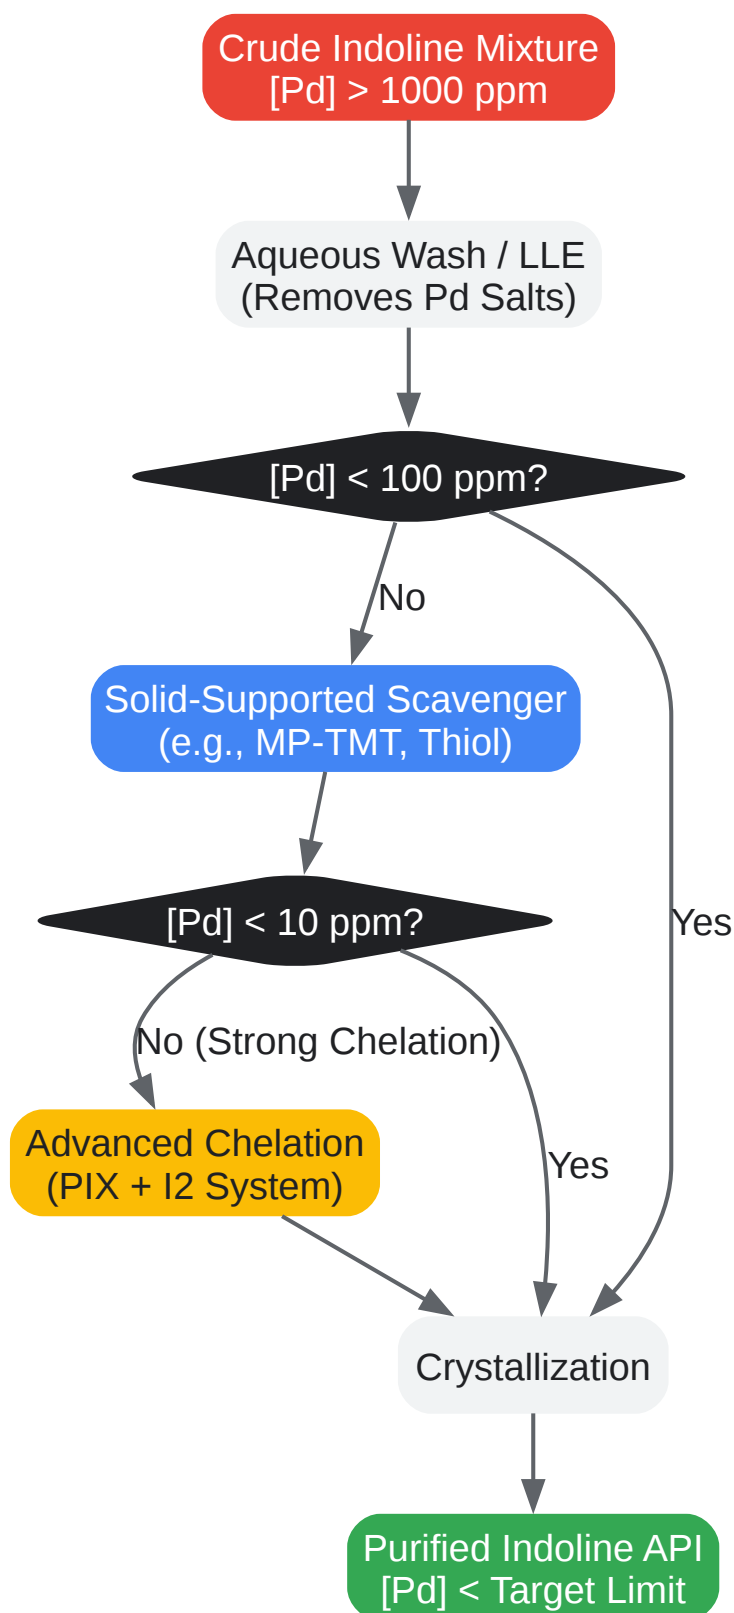 Crude Indoline Mixture
[Pd] > 1000 ppm
Aqueous Wash / LLE
(Removes Pd Salts)
[Pd] < 100 ppm?
No
Solid-Supported Scavenger
(e.g., MP-TMT, Thiol)
[Pd] < 10 ppm?
Yes
No (Strong Chelation)
Advanced Chelation
(PIX + I2 System)
Yes
Crystallization
Purified Indoline API
[Pd] < Target Limit